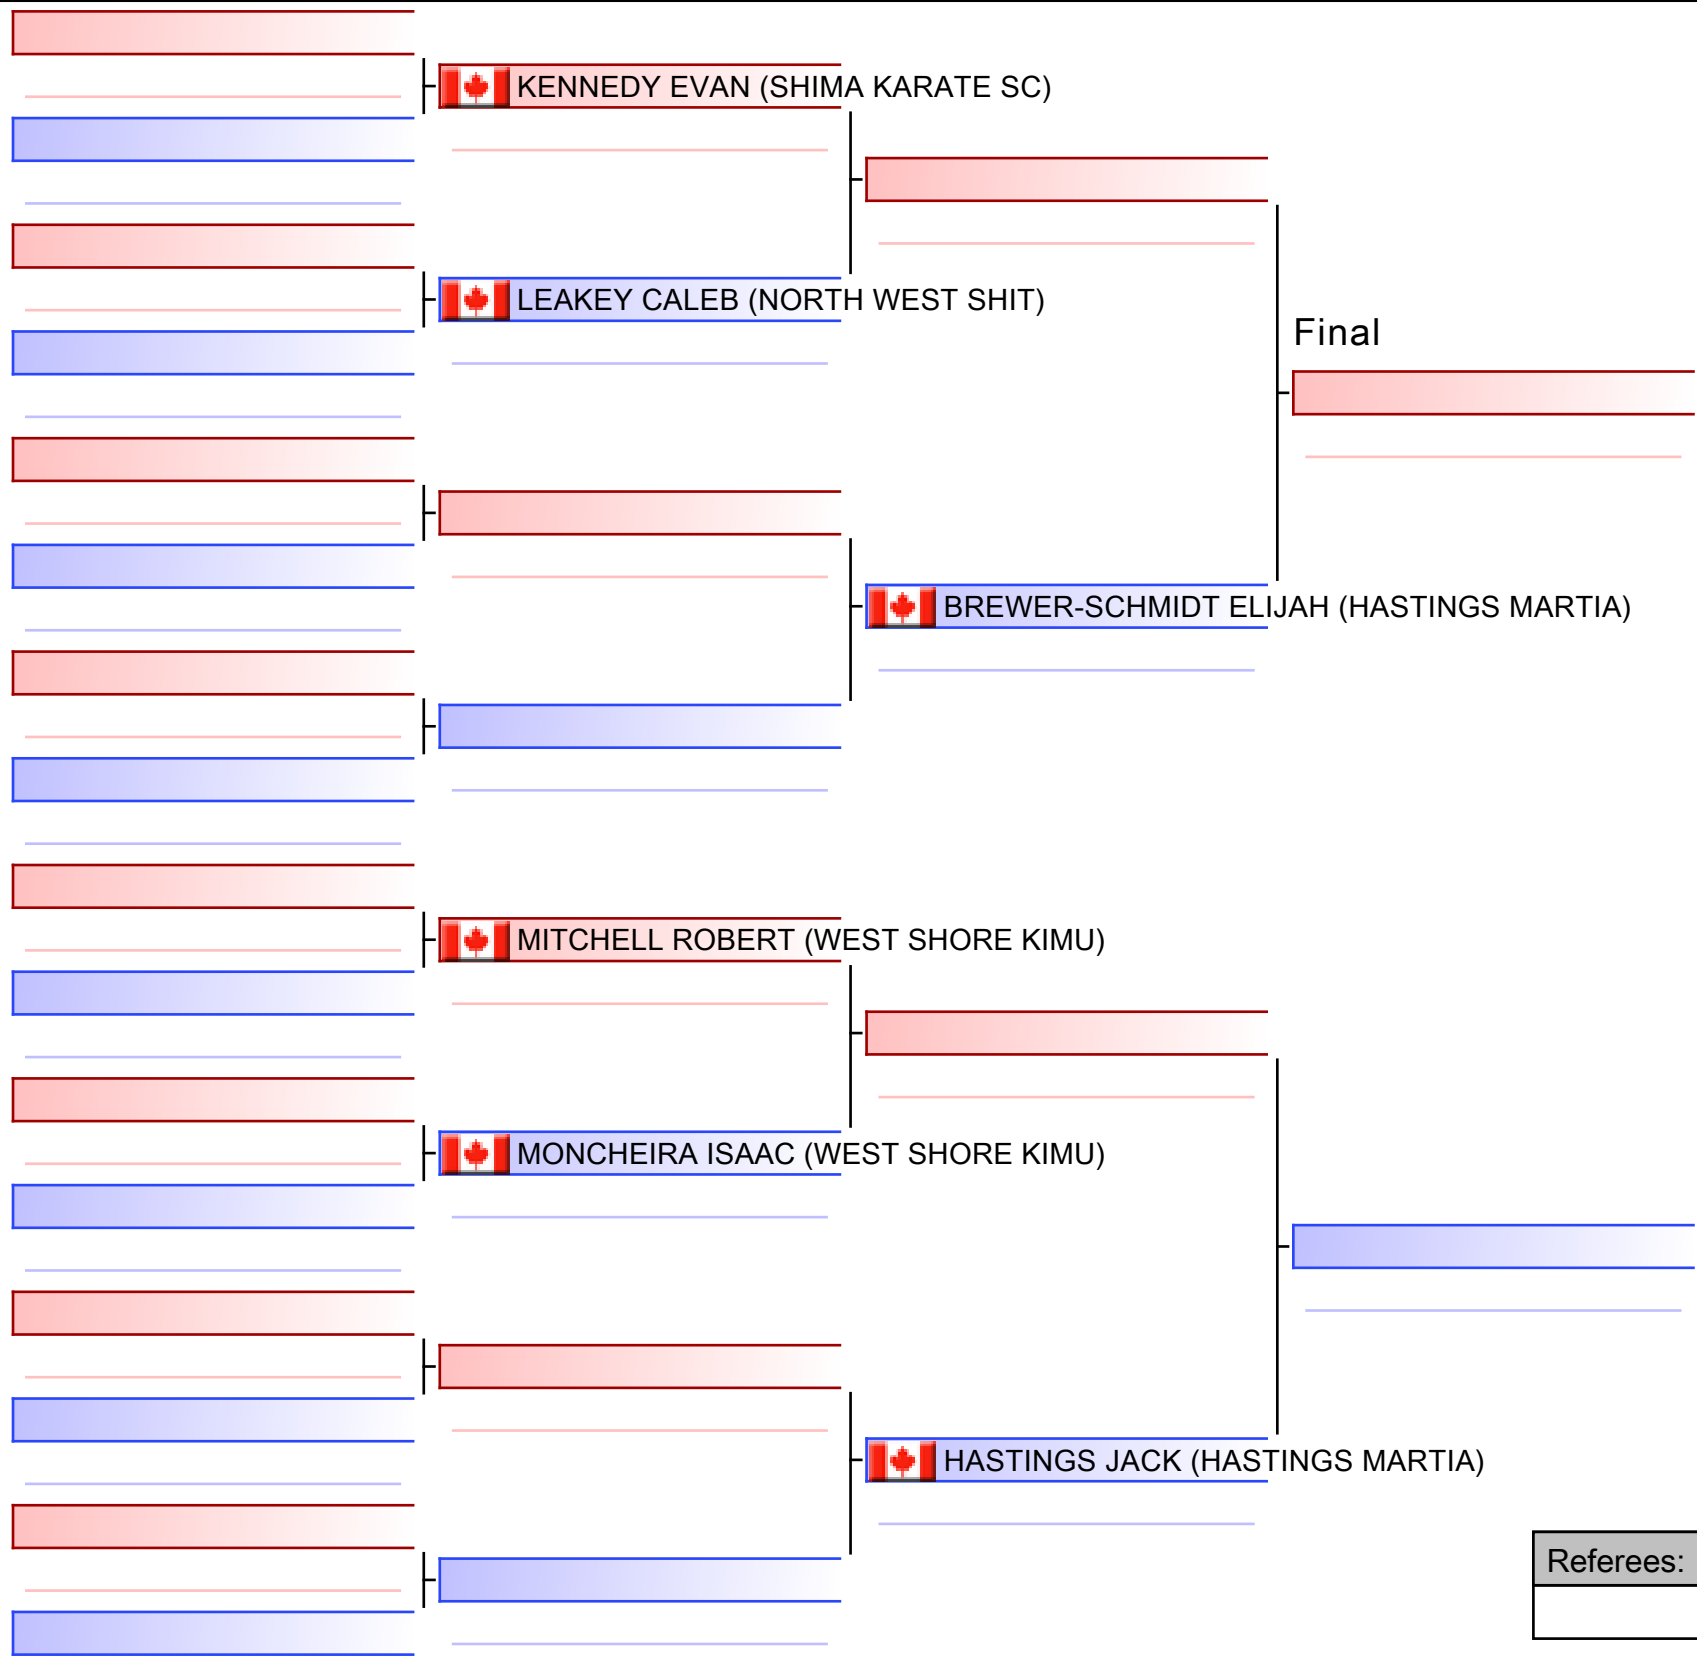 KENNEDY EVAN (SHIMA KARATE SC)
LEAKEY CALEB (NORTH WEST SHIT)
Final
BREWER-SCHMIDT ELIJAH (HASTINGS MARTIA)
MITCHELL ROBERT (WEST SHORE KIMU)
MONCHEIRA ISAAC (WEST SHORE KIMU)
HASTINGS JACK (HASTINGS MARTIA)
Referees: